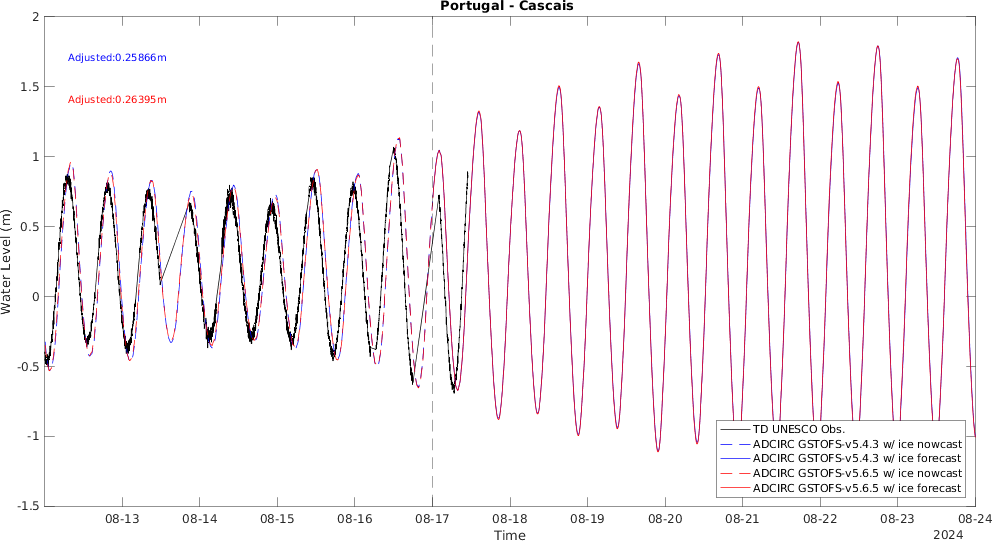 Portugal - Cascais
2
1.5
1
0.5
0
-0.5
-1
-1.5
Water Level (m)
Adjusted:0.25866m
Adjusted:0.26395m
TD UNESCO Obs.
ADCIRC GSTOFS-v5.4.3 w/ ice nowcast
ADCIRC GSTOFS-v5.4.3 w/ ice forecast
ADCIRC GSTOFS-v5.6.5 w/ ice nowcast
ADCIRC GSTOFS-v5.6.5 w/ ice forecast
08-13 08-14 08-15 08-16 08-17 08-18 08-19 08-20 08-21 08-22 08-23 08-24
Time
2024